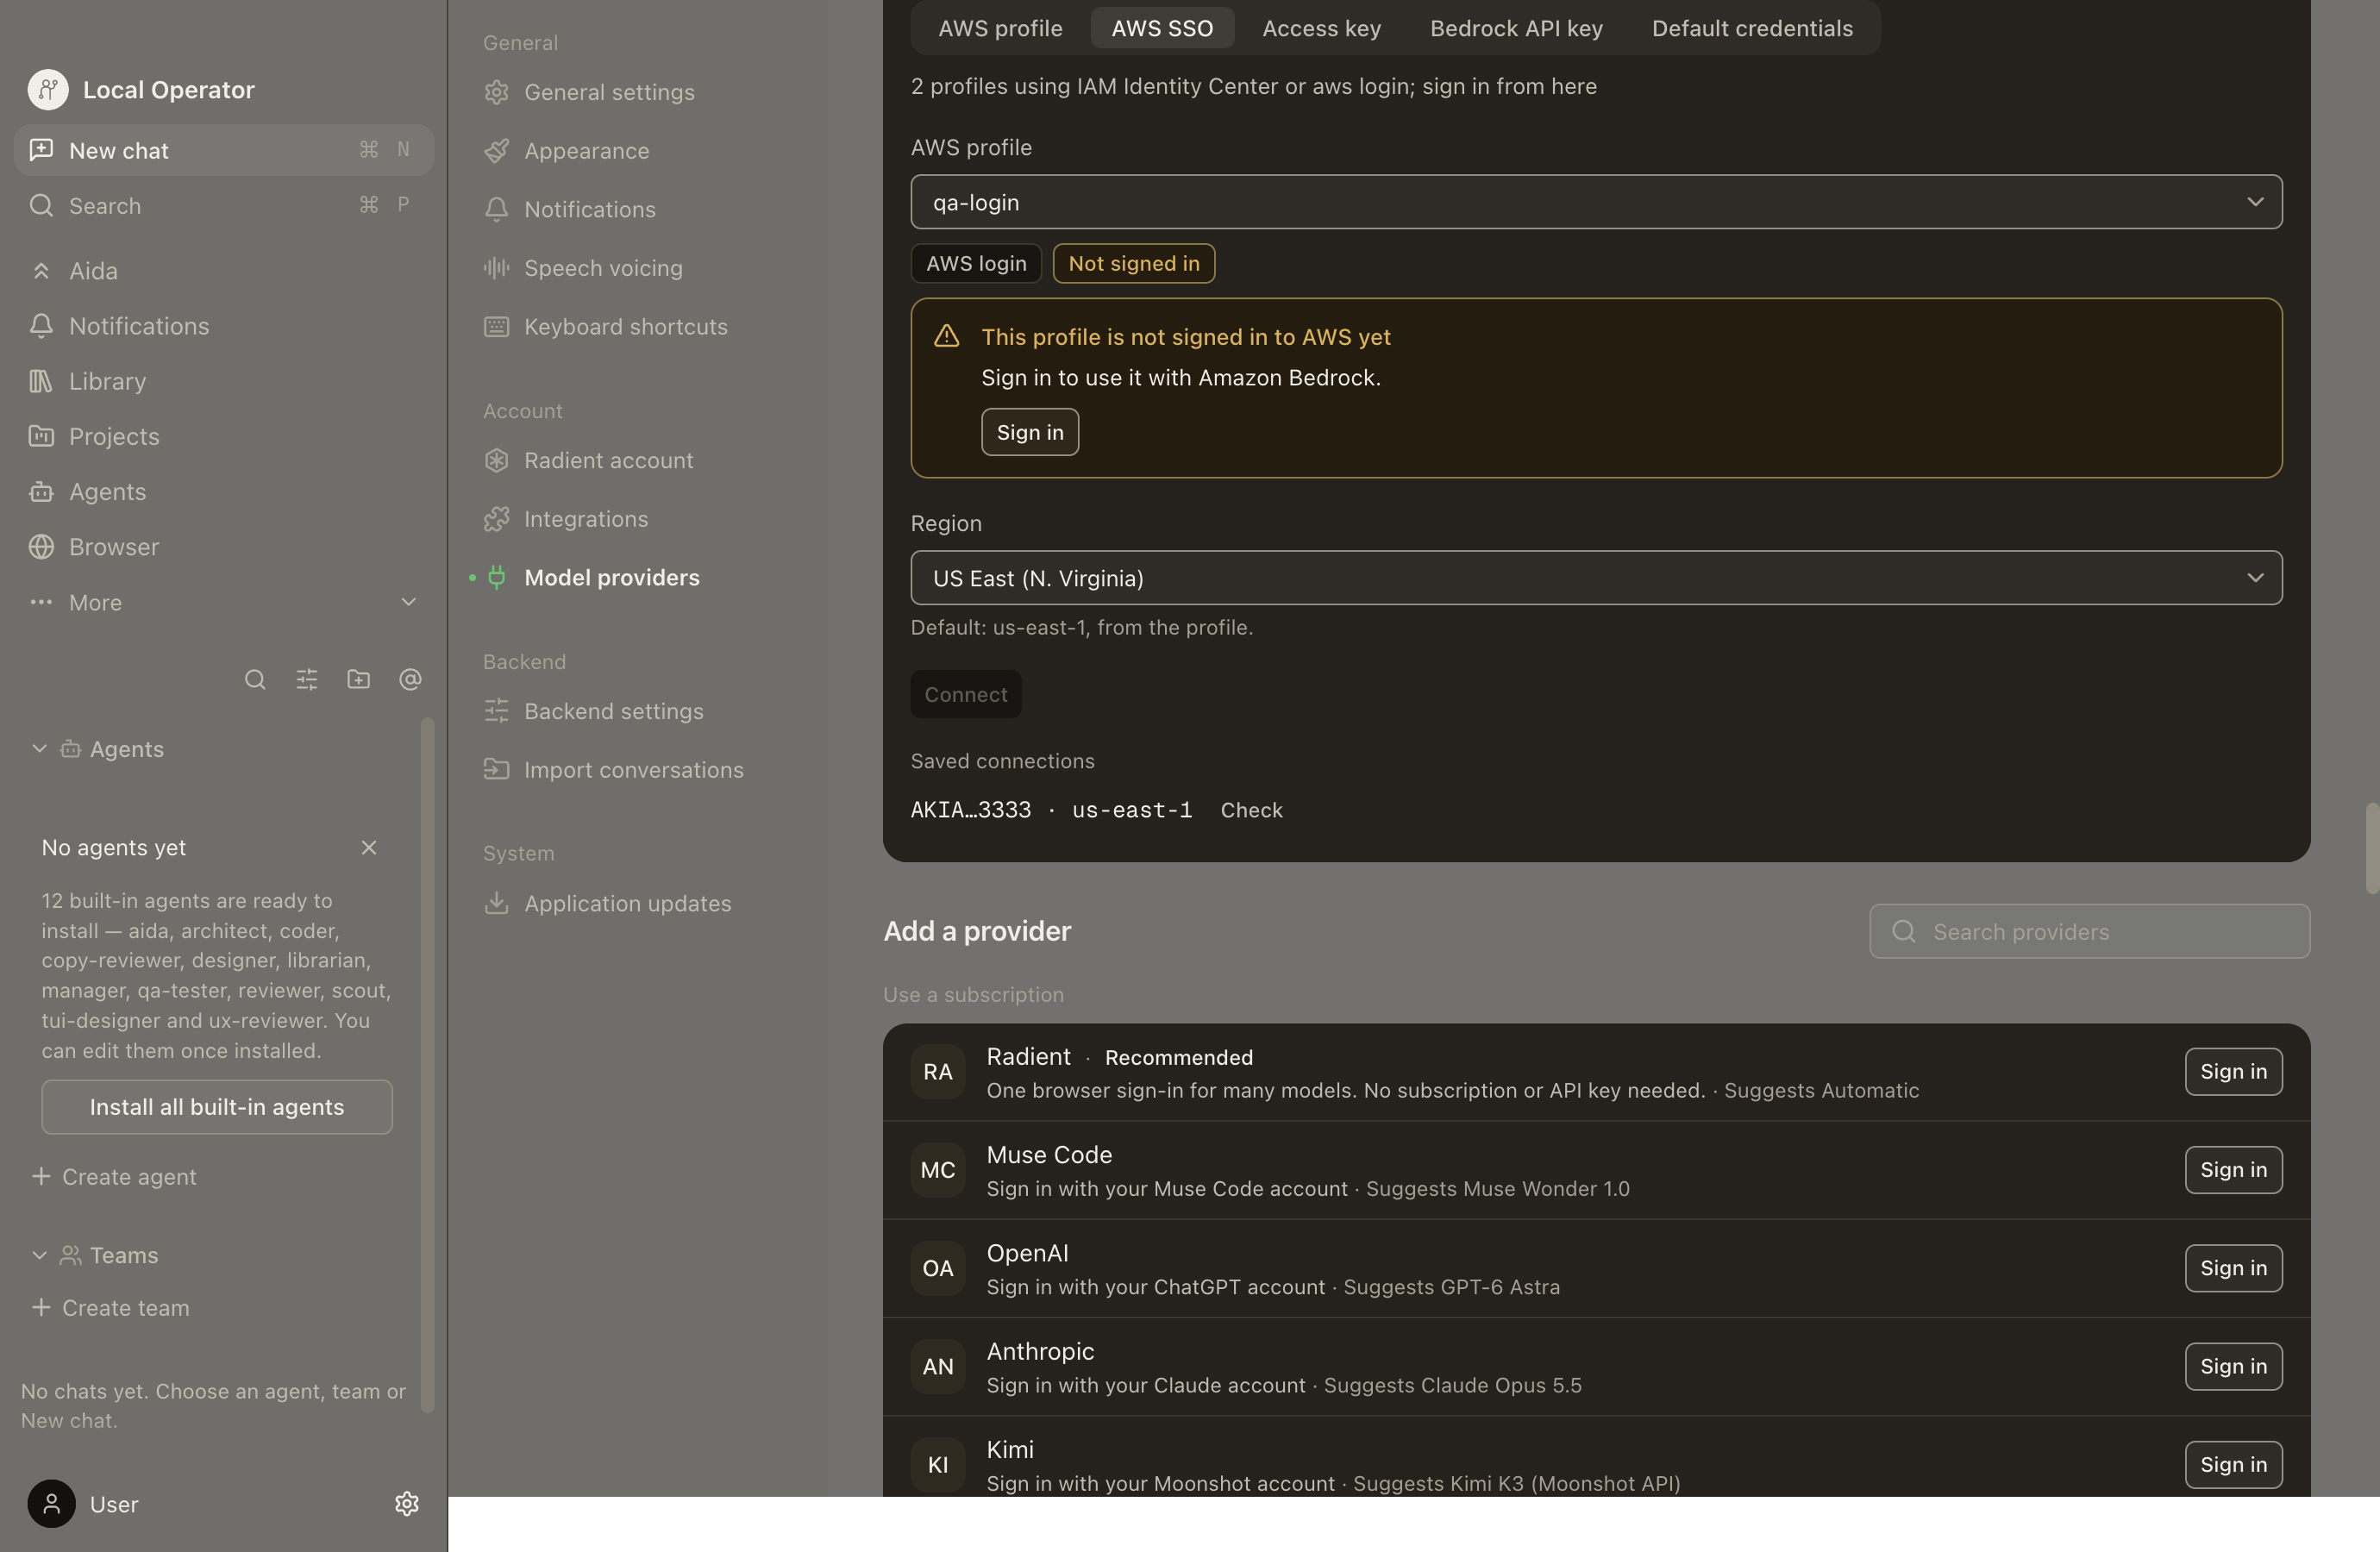 Local Operator
New chat ⌘ N
Search ⌘ P
Aida
Notifications
Library
Projects
Agents
Browser
More
Agents
No agents yet
12 built-in agents are ready to
install — aida, architect, coder,
copy-reviewer, designer, librarian,
manager, qa-tester, reviewer, scout,
tui-designer and ux-reviewer. You
can edit them once installed.
Install all built-in agents
Create agent
Teams
Create team
No chats yet. Choose an agent, team or
New chat.
User
General
General settings
Appearance
Notifications
Speech voicing
Keyboard shortcuts
Account
Radient account
Integrations
Model providers
Backend
Backend settings
Import conversations
System
Application updates
AWS profile AWS SSO Access key Bedrock API key Default credentials
2 profiles using IAM Identity Center or aws login; sign in from here
AWS profile
qa-login
AWS login Not signed in
This profile is not signed in to AWS yet
Sign in to use it with Amazon Bedrock.
Sign in
Region
US East (N. Virginia)
Default: us-east-1, from the profile.
Connect
Saved connections
AKIA…3333 · us-east-1 Check
Add a provider Search providers
Use a subscription
RA Radient · Recommended
One browser sign-in for many models. No subscription or API key needed. · Suggests Automatic
Sign in
MC Muse Code
Sign in with your Muse Code account · Suggests Muse Wonder 1.0
Sign in
OA OpenAI
Sign in with your ChatGPT account · Suggests GPT-6 Astra
Sign in
AN Anthropic
Sign in with your Claude account · Suggests Claude Opus 5.5
Sign in
KI Kimi
Sign in with your Moonshot account · Suggests Kimi K3 (Moonshot API)
Sign in